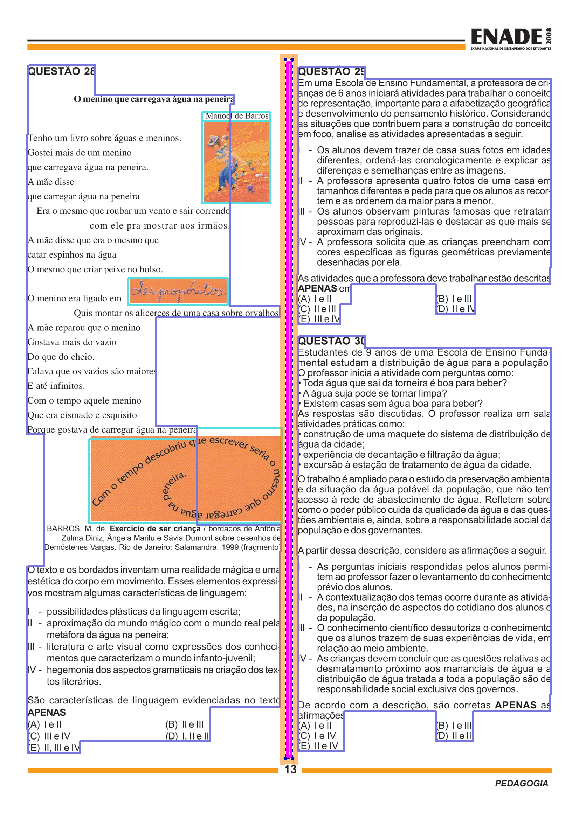 ENADE 2008
EXAME NACIONAL DE DESEMPENHO DOS ESTUDANTES
QUESTÃO 28
O menino que carregava água na peneira
Manoel de Barros
Tenho um livro sobre águas e meninos.
Gostei mais de um menino
que carregava água na peneira.
A mãe disse
que carregar água na peneira
Era o mesmo que roubar um vento e sair correndo
com ele pra mostrar aos irmãos.
A mãe disse que era o mesmo que
catar espinhos na água
O mesmo que criar peixe no bolso.
O menino era ligado em despropósitos.
Quis montar os alicerces de uma casa sobre orvalhos.
A mãe reparou que o menino
Gostava mais do vazio
Do que do cheio.
Falava que os vazios são maiores
E até infinitos.
Com o tempo aquele menino
Que era cismado e esquisito
Porque gostava de carregar água na peneira
Com o tempo descobriu que escrever seria o mesmo que carregar água na peneira.
BARROS, M. de. Exercício de ser criança / bordados de Antônia
Zulma Diniz, Ângela, Marilu e Sávia Dumont sobre desenhos de
Demóstenes Vargas. Rio de Janeiro: Salamandra, 1999 (fragmento)
O texto e os bordados inventam uma realidade mágica e uma
estética do corpo em movimento. Esses elementos expressi-
vos mostram algumas características de linguagem:
I - possibilidades plásticas da linguagem escrita;
II - aproximação do mundo mágico com o mundo real pela
metáfora da água na peneira;
III - literatura e arte visual como expressões dos conheci-
mentos que caracterizam o mundo infanto-juvenil;
IV - hegemonia dos aspectos gramaticais na criação dos tex-
tos literários.
São características de linguagem evidenciadas no texto
APENAS
(A) I e II
(B) II e III
(C) III e IV
(D) I, II e III
(E) II, III e IV
QUESTÃO 29
Em uma Escola de Ensino Fundamental, a professora de cri-
anças de 6 anos iniciará atividades para trabalhar o conceito
de representação, importante para a alfabetização geográfica
e desenvolvimento do pensamento histórico. Considerando
as situações que contribuem para a construção do conceito
em foco, analise as atividades apresentadas a seguir.
I - Os alunos devem trazer de casa suas fotos em idades
diferentes, ordená-las cronologicamente e explicar as
diferenças e semelhanças entre as imagens.
II - A professora apresenta quatro fotos de uma casa em
tamanhos diferentes e pede para que os alunos as recor-
tem e as ordenem da maior para a menor.
III - Os alunos observam pinturas famosas que retratam
pessoas para reproduzi-las e destacar as que mais se
aproximam das originais.
IV - A professora solicita que as crianças preencham com
cores específicas as figuras geométricas previamente
desenhadas por ela.
As atividades que a professora deve trabalhar estão descritas
APENAS em
(A) I e II
(B) I e III
(C) II e III
(D) II e IV
(E) III e IV
QUESTÃO 30
Estudantes de 9 anos de uma Escola de Ensino Funda-
mental estudam a distribuição de água para a população.
O professor inicia a atividade com perguntas como:
• Toda água que sai da torneira é boa para beber?
• A água suja pode se tornar limpa?
• Existem casas sem água boa para beber?
As respostas são discutidas. O professor realiza em sala
atividades práticas como:
• construção de uma maquete do sistema de distribuição de
água da cidade;
• experiência de decantação e filtração da água;
• excursão à estação de tratamento de água da cidade.
O trabalho é ampliado para o estudo da preservação ambiental
e da situação da água potável da população, que não tem
acesso à rede de abastecimento de água. Refletem sobre
como o poder público cuida da qualidade da água e das ques-
tões ambientais e, ainda, sobre a responsabilidade social da
população e dos governantes.
A partir dessa descrição, considere as afirmações a seguir.
I - As perguntas iniciais respondidas pelos alunos permi-
tem ao professor fazer o levantamento do conhecimento
prévio dos alunos.
II - A contextualização dos temas ocorre durante as ativida-
des, na inserção de aspectos do cotidiano dos alunos e
da população.
III - O conhecimento científico desautoriza o conhecimento
que os alunos trazem de suas experiências de vida, em
relação ao meio ambiente.
IV - As crianças devem concluir que as questões relativas ao
desmatamento próximo aos mananciais de água e a
distribuição de água tratada a toda a população são de
responsabilidade social exclusiva dos governos.
De acordo com a descrição, são corretas APENAS as
afirmações
(A) I e II
(B) I e III
(C) I e IV
(D) II e III
(E) II e IV
13
PEDAGOGIA